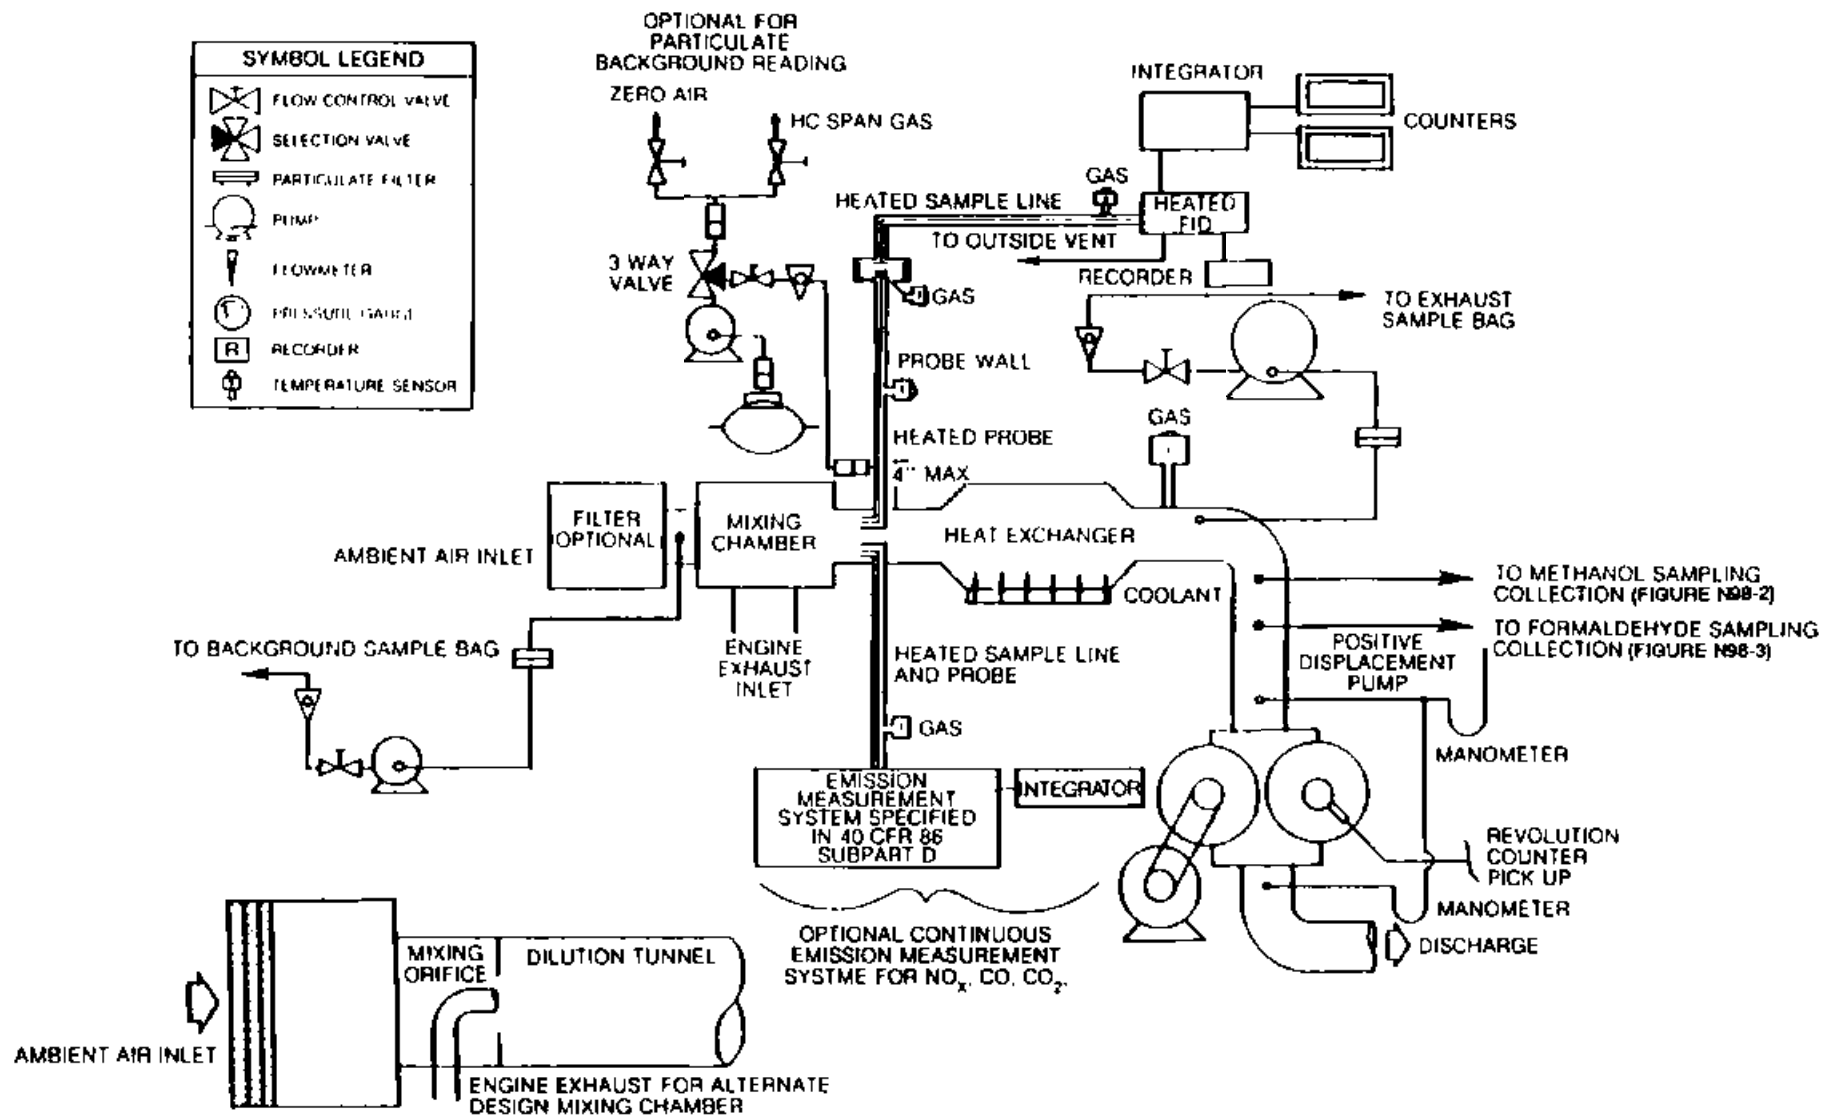 SYMBOL LEGEND
FLOW CONTROL VALVE
SELECTION VALVE
PARTICULATE FILTER
PUMP
FLOWMETER
PRESSURE GAUGE
R RECORDER
TEMPERATURE SENSOR
OPTIONAL FOR
PARTICULATE
BACKGROUND READING
ZERO AIR
HC SPAN GAS
INTEGRATOR
COUNTERS
GAS
HEATED SAMPLE LINE
HEATED
FID
TO OUTSIDE VENT
3 WAY
VALVE
RECORDER
GAS
TO EXHAUST
SAMPLE BAG
PROBE WALL
GAS
HEATED PROBE
4" MAX
FILTER
OPTIONAL
MIXING
CHAMBER
HEAT EXCHANGER
AMBIENT AIR INLET
COOLANT
TO METHANOL SAMPLING
COLLECTION (FIGURE N98-2)
TO FORMALDEHYDE SAMPLING
COLLECTION (FIGURE N98-3)
TO BACKGROUND SAMPLE BAG
ENGINE
EXHAUST
INLET
HEATED SAMPLE LINE
AND PROBE
POSITIVE
DISPLACEMENT
PUMP
GAS
MANOMETER
EMISSION
MEASUREMENT
SYSTEM SPECIFIED
IN 40 CFR 86
SUBPART D
INTEGRATOR
REVOLUTION
COUNTER
PICK UP
MANOMETER
DISCHARGE
OPTIONAL CONTINUOUS
EMISSION MEASUREMENT
SYSTME FOR NOx, CO, CO2.
MIXING
ORIFICE
DILUTION TUNNEL
AMBIENT AIR INLET
ENGINE EXHAUST FOR ALTERNATE
DESIGN MIXING CHAMBER